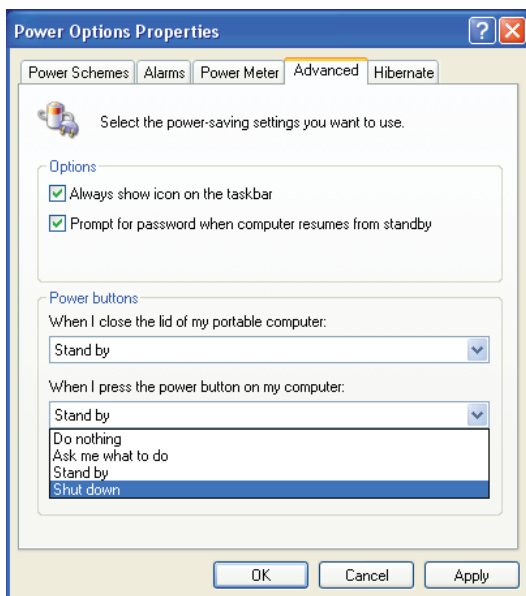 Power Options Properties
Power Schemes Alarms Power Meter Advanced Hibernate
Select the power-saving settings you want to use.
Options
Always show icon on the taskbar
Prompt for password when computer resumes from standby
Power buttons
When I close the lid of my portable computer:
Stand by
When I press the power button on my computer:
Stand by
Do nothing
Ask me what to do
Stand by
Shut down
OK Cancel Apply